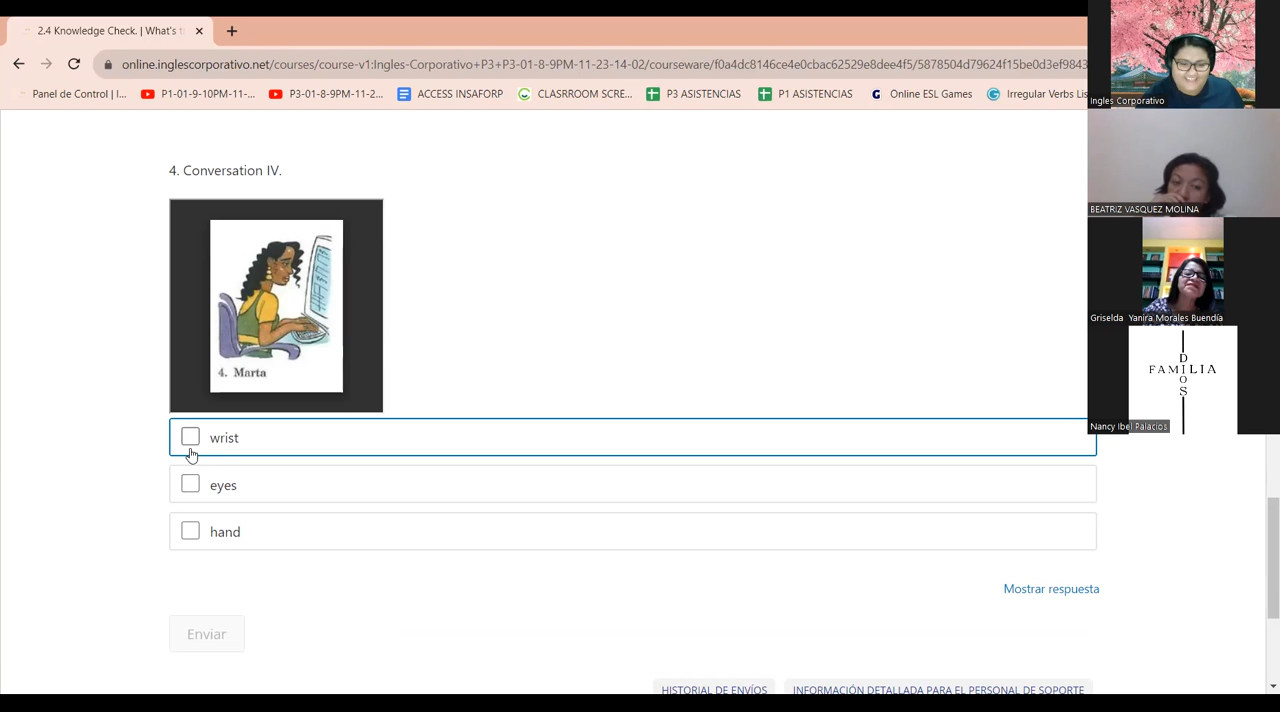 2.4 Knowledge Check. | What's t
online.inglescorporativo.net/courses/course-v1:Ingles-Corporativo+P3+P3-01-8-9PM-11-23-14-02/courseware/f0a4dc8146ce4e0cbac62529e8dee4f5/5878504d79624f15be0d3ef9843
Panel de Control | I...
P1-01-9-10PM-11-...
P3-01-8-9PM-11-2...
ACCESS INSAFORP
CLASRROOM SCRE...
P3 ASISTENCIAS
P1 ASISTENCIAS
Online ESL Games
Irregular Verbs Lis
4. Conversation IV.
4. Marta
wrist
eyes
hand
Mostrar respuesta
Enviar
HISTORIAL DE ENVÍOS
INFORMACIÓN DETALLADA PARA EL PERSONAL DE SOPORTE
Ingles Corporativo
BEATRIZ VASQUEZ MOLINA
Griselda Yanira Morales Buendía
FAMILIA
DIOS
Nancy Ibel Palacios